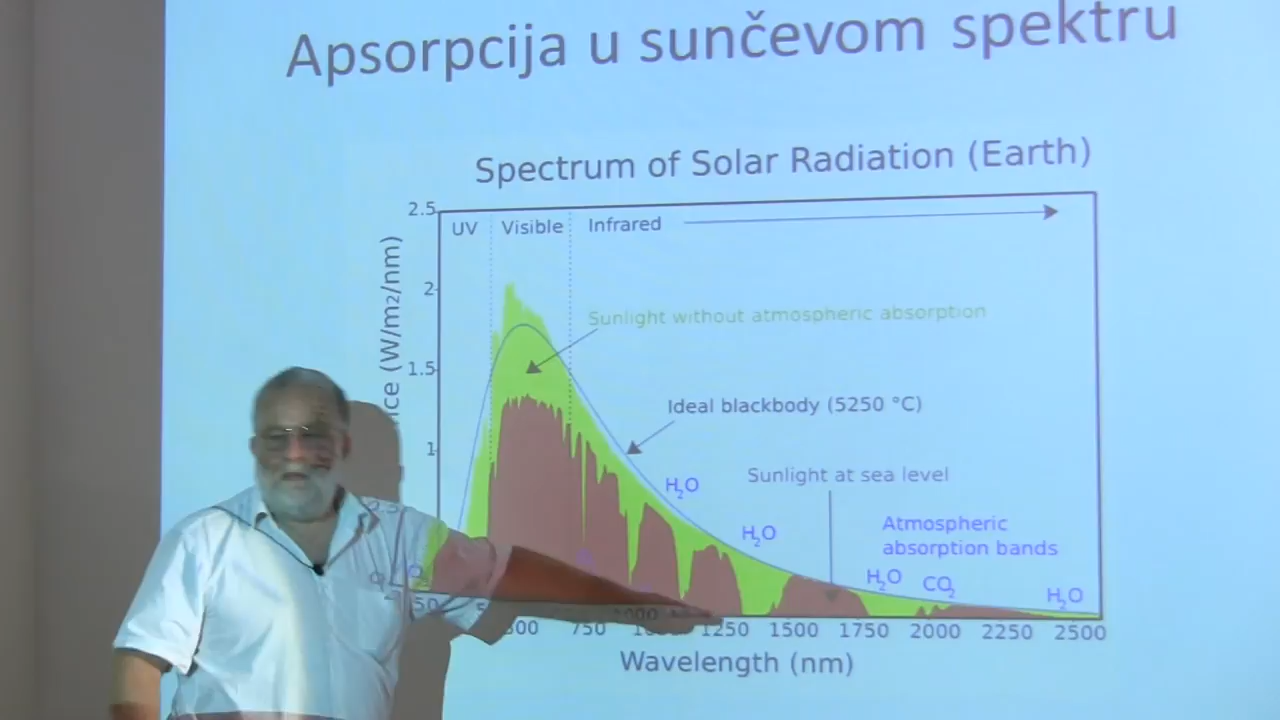 Apsorpcija u sunčevom spektru
Spectrum of Solar Radiation (Earth)
2.5
UV Visible Infrared
2
Sunlight without atmospheric absorption
1.5
(W/m2/nm)
Ideal blackbody (5250 °C)
1
Sunlight at sea level
H2O
H2O
Atmospheric
absorption bands
H2O CO2 H2O
750 1250 1500 1750 2000 2250 2500
Wavelength (nm)